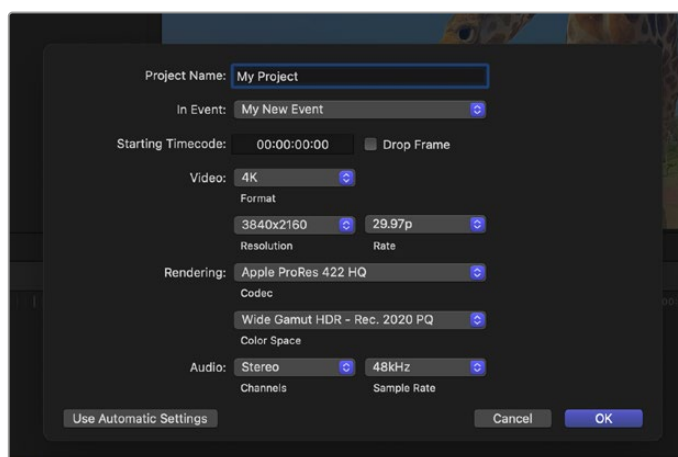 Project Name: My Project
In Event: My New Event
Starting Timecode: 00:00:00:00 Drop Frame
Video: 4K
Format
3840x2160 29.97p
Resolution Rate
Rendering: Apple ProRes 422 HQ
Codec
Wide Gamut HDR - Rec. 2020 PQ
Color Space
Audio: Stereo 48kHz
Channels Sample Rate
Use Automatic Settings Cancel OK